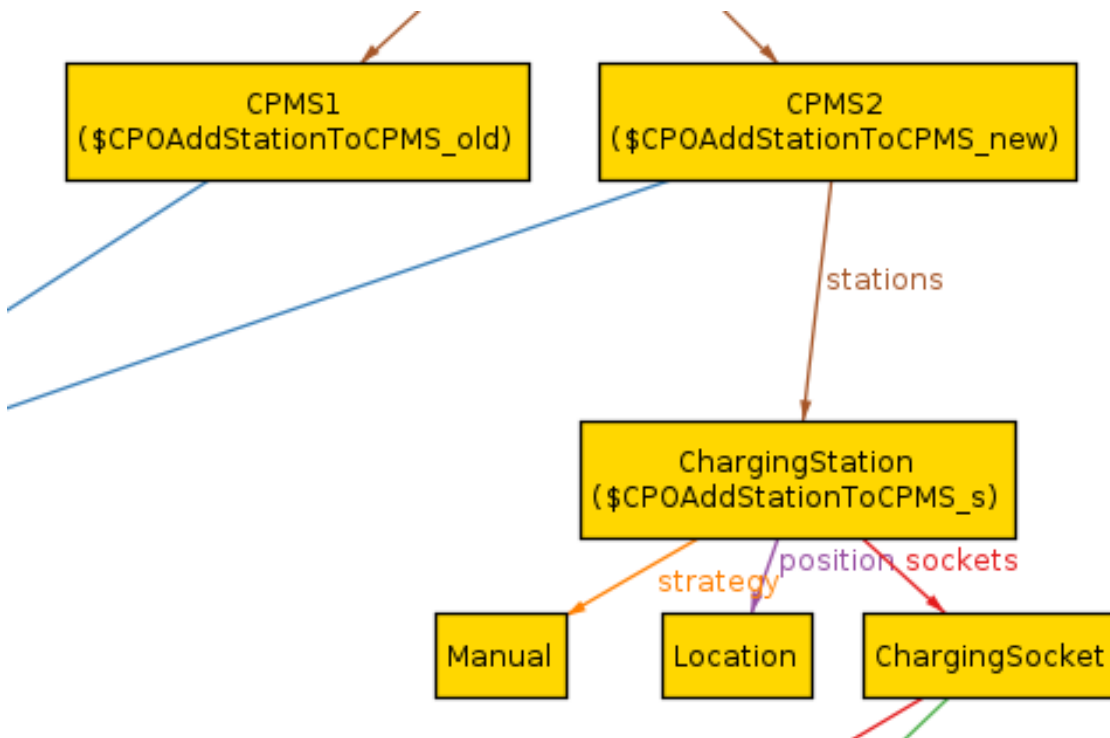 CPMS1
($CPOAddStationToCPMS_old)
CPMS2
($CPOAddStationToCPMS_new)
stations
ChargingStation
($CPOAddStationToCPMS_s)
position
sockets
strategy
Manual
Location
ChargingSocket